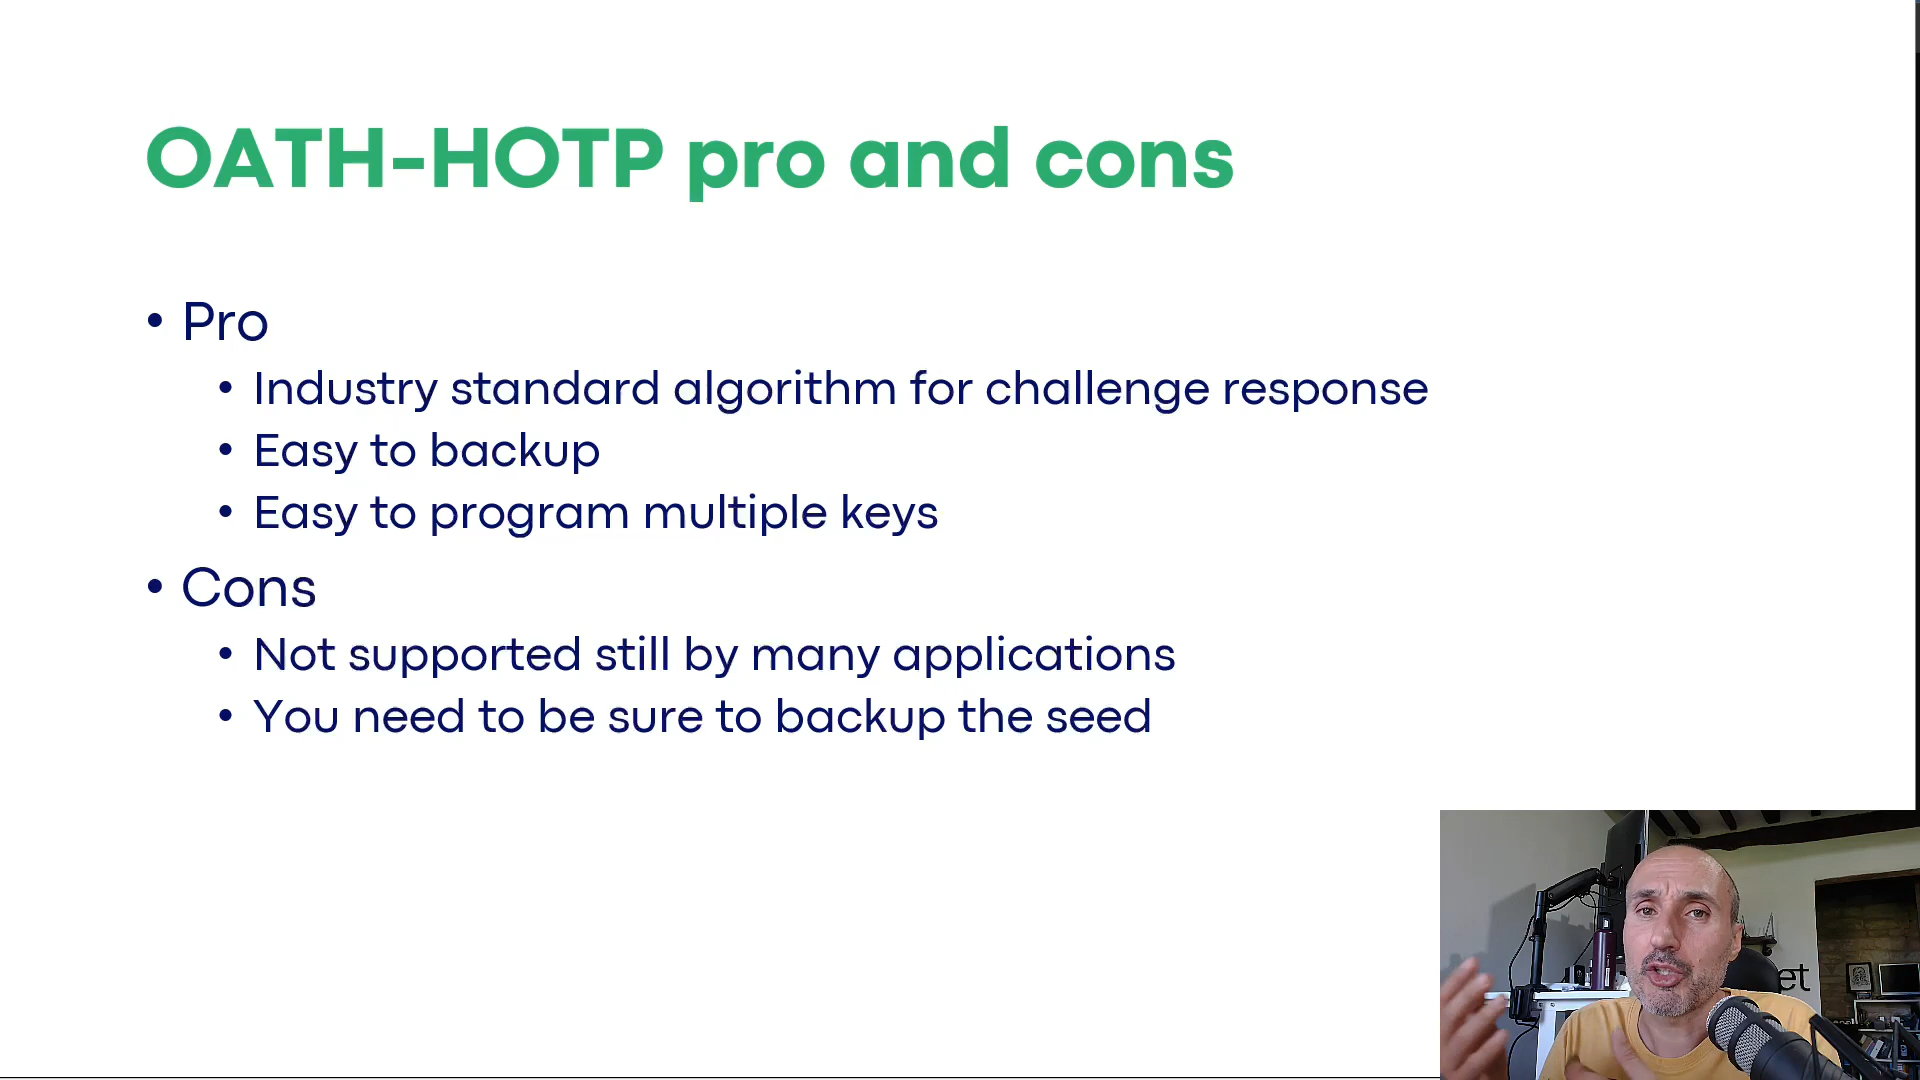 OATH-HOTP pro and cons
• Pro
• Industry standard algorithm for challenge response
• Easy to backup
• Easy to program multiple keys
• Cons
• Not supported still by many applications
• You need to be sure to backup the seed
et